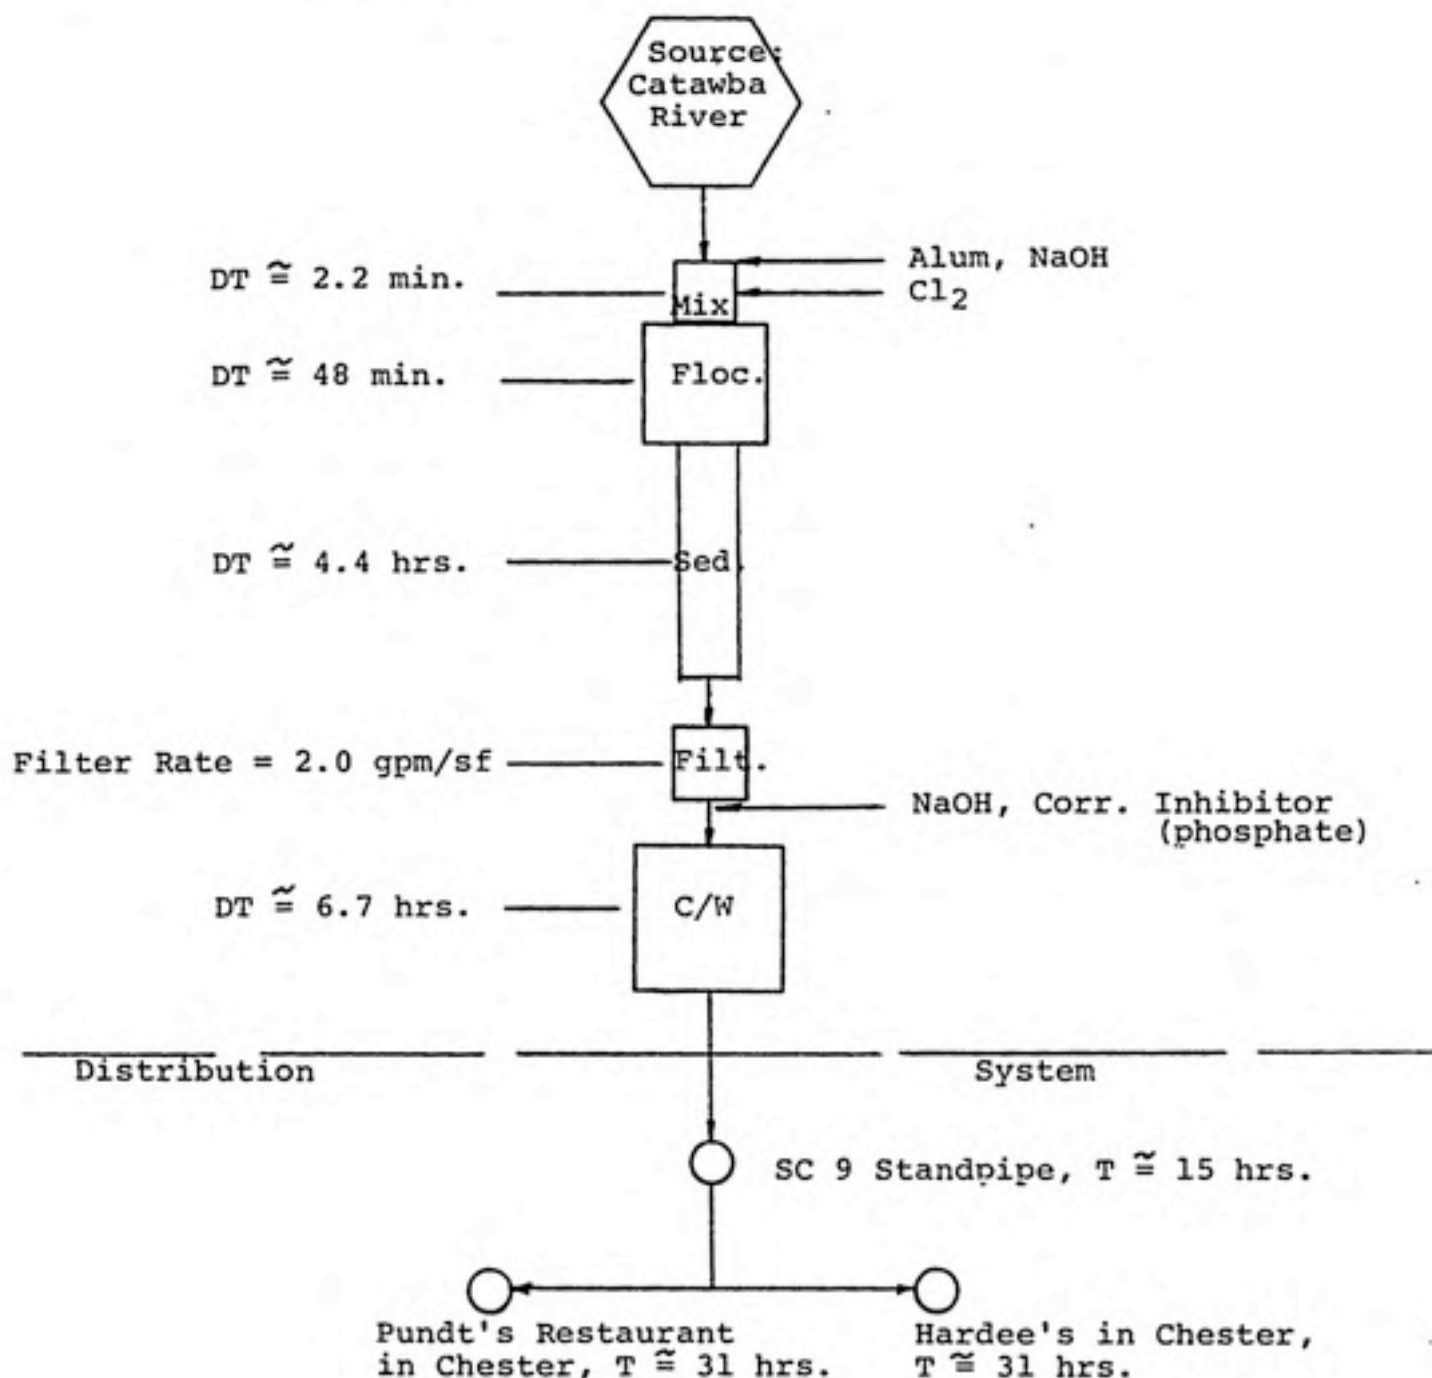 Source:
Catawba
River
Alum, NaOH
DT ≅ 2.2 min.
Cl2
Mix
DT ≅ 48 min.
Floc.
DT ≅ 4.4 hrs.
Sed.
Filter Rate = 2.0 gpm/sf
Filt.
NaOH, Corr. Inhibitor
(phosphate)
DT ≅ 6.7 hrs.
C/W
Distribution System
SC 9 Standpipe, T ≅ 15 hrs.
Pundt's Restaurant
in Chester, T ≅ 31 hrs.
Hardee's in Chester,
T ≅ 31 hrs.